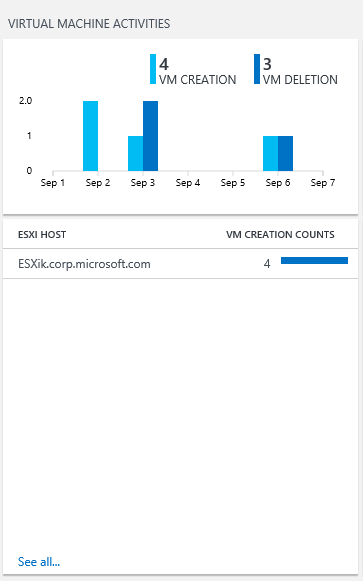 VIRTUAL MACHINE ACTIVITIES
4 3
VM CREATION VM DELETION
2.0
1
0
Sep 1 Sep 2 Sep 3 Sep 4 Sep 5 Sep 6 Sep 7
ESXI HOST VM CREATION COUNTS
ESXik.corp.microsoft.com 4
See all...